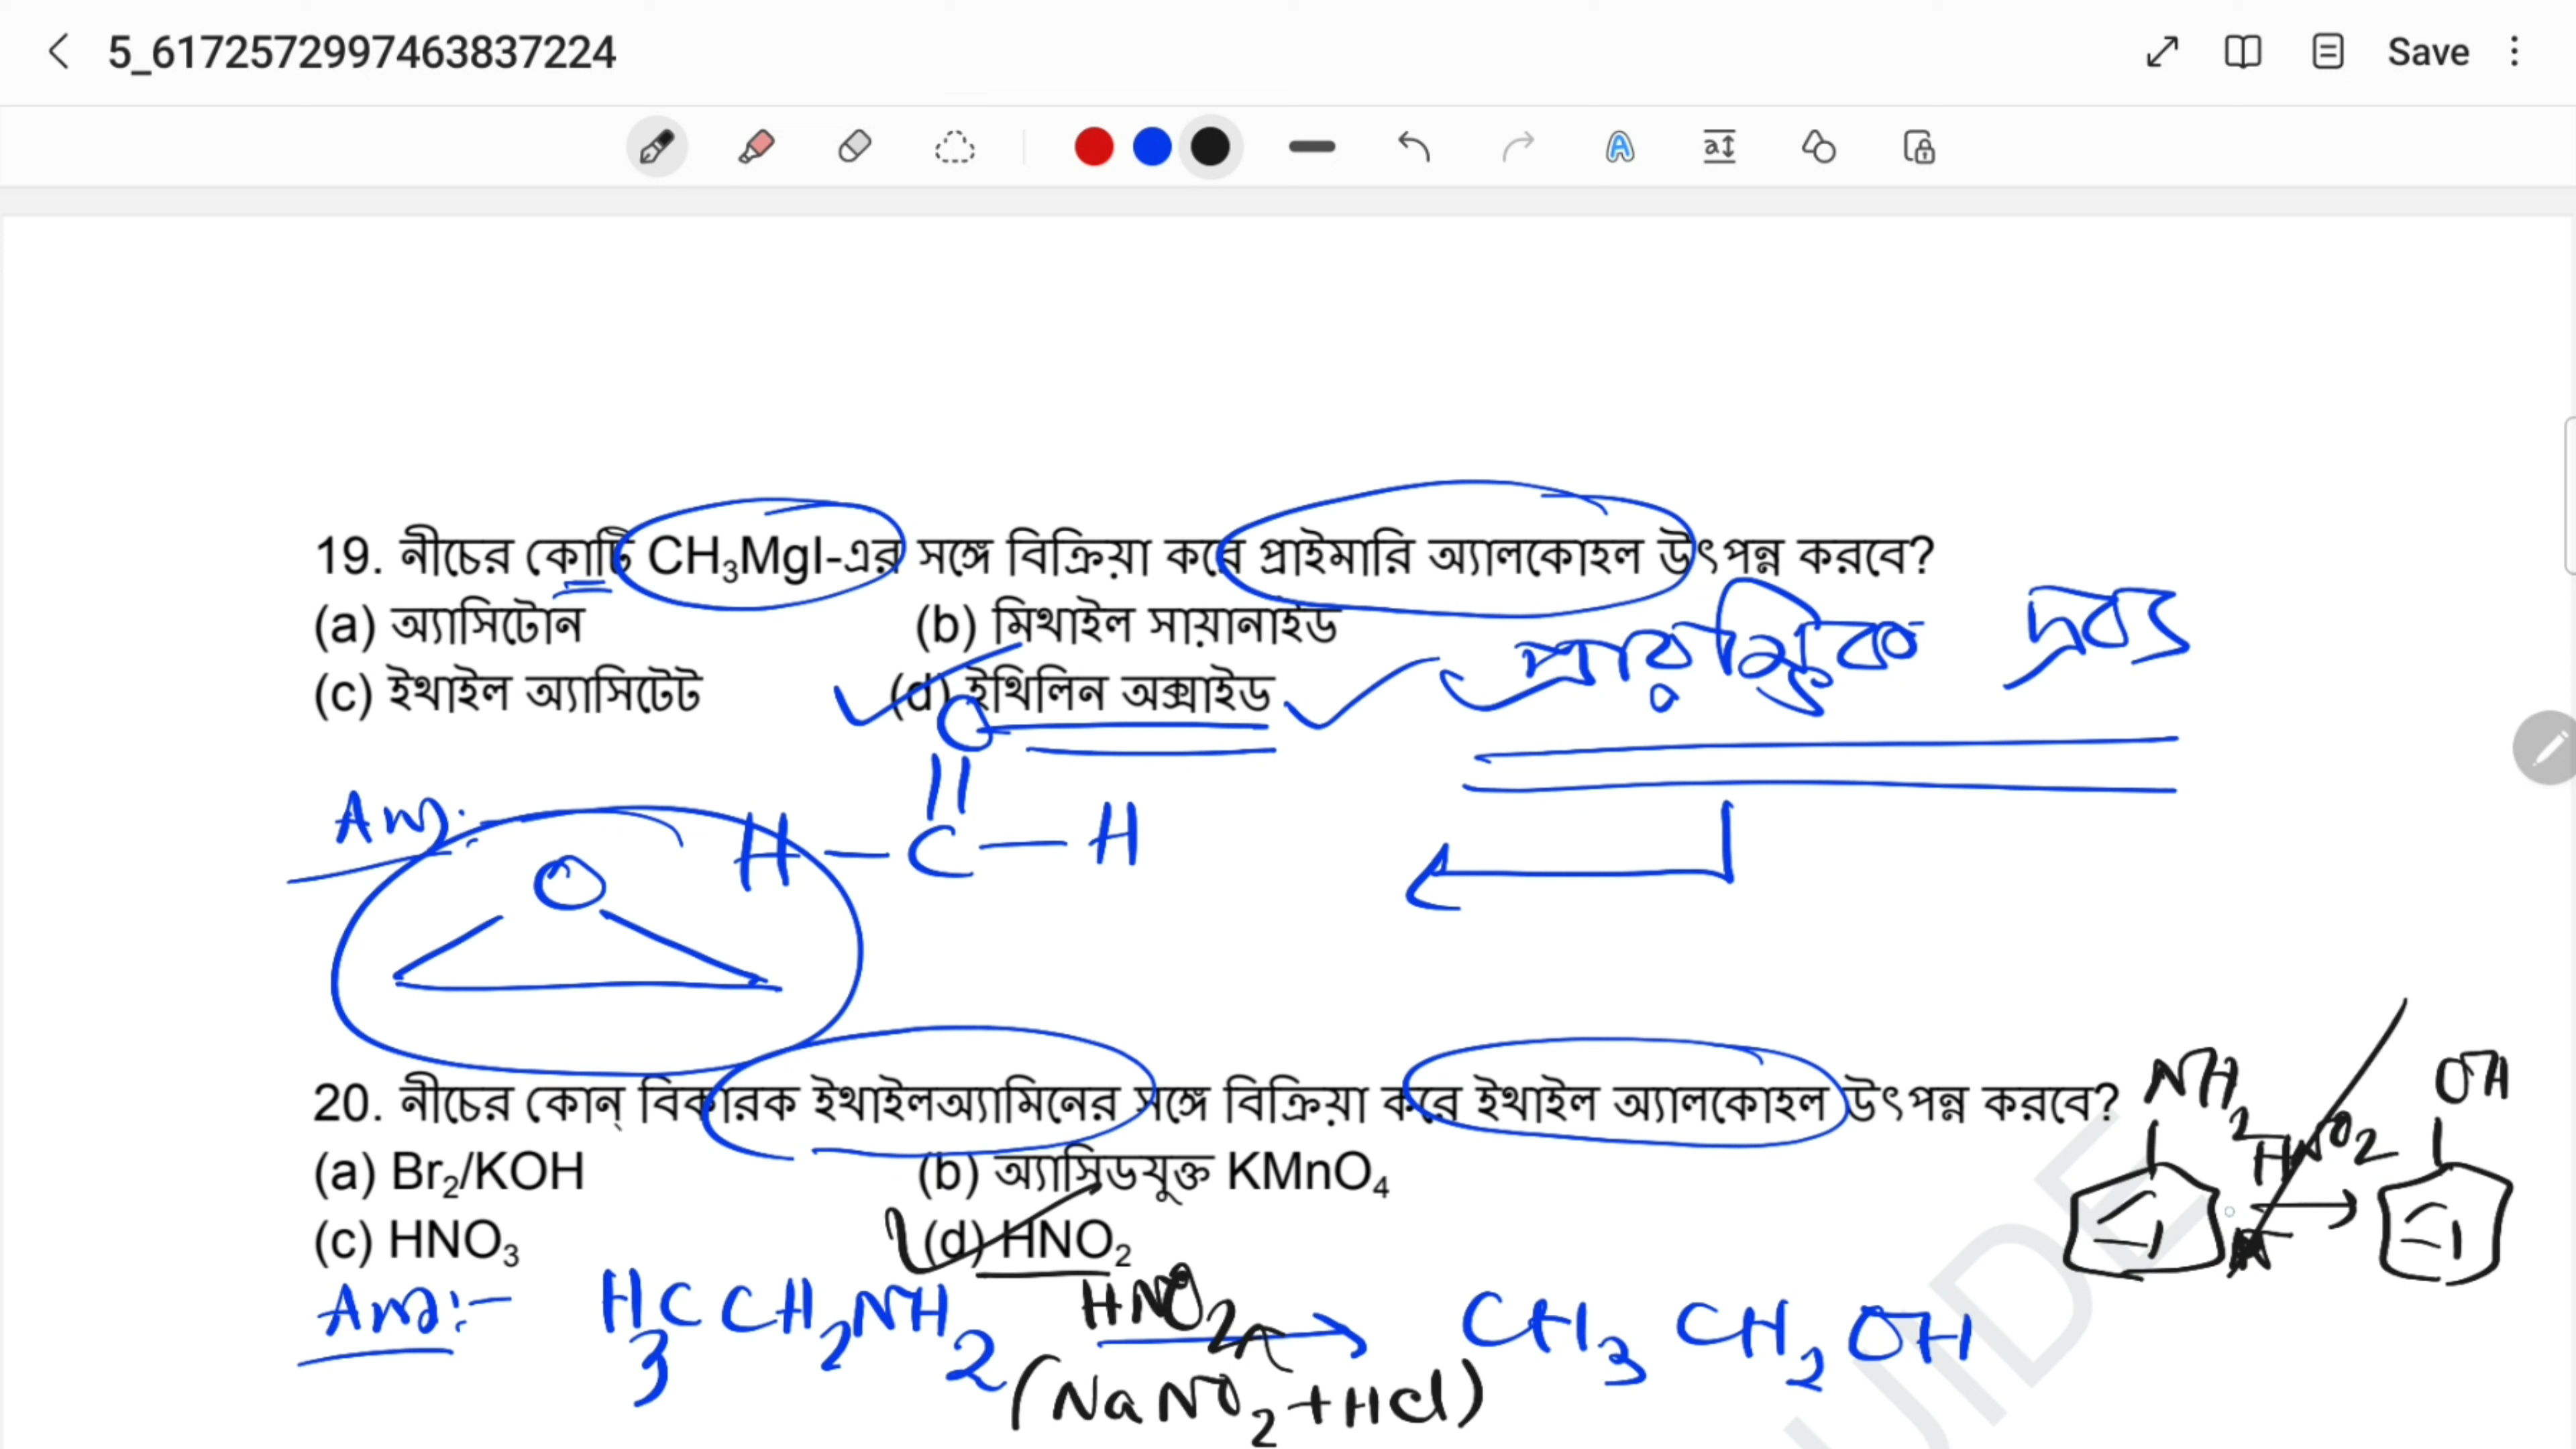 5_6172572997463837224
Save
19. নীচের কোটি CH₃MgI-এর সঙ্গে বিক্রিয়া করে প্রাইমারি অ্যালকোহল উৎপন্ন করবে?
(a) অ্যাসিটোন (b) মিথাইল সায়ানাইড
(c) ইথাইল অ্যাসিটেট (d) ইথিলিন অক্সাইড
দ্রব্য
O
H – C – H
Ans:
O
20. নীচের কোন্ বিকারক ইথাইলঅ্যামিনের সঙ্গে বিক্রিয়া করে ইথাইল অ্যালকোহল উৎপন্ন করবে?
NH₂ OH
HNO₂
(a) Br₂/KOH (b) অ্যাসিডযুক্ত KMnO₄
(c) HNO₃ (d) HNO₂
Ans:- H₃C CH₂NH₂ HNO₂ → CH₃ CH₂ OH
(NaNO₂+HCl)
UIDE